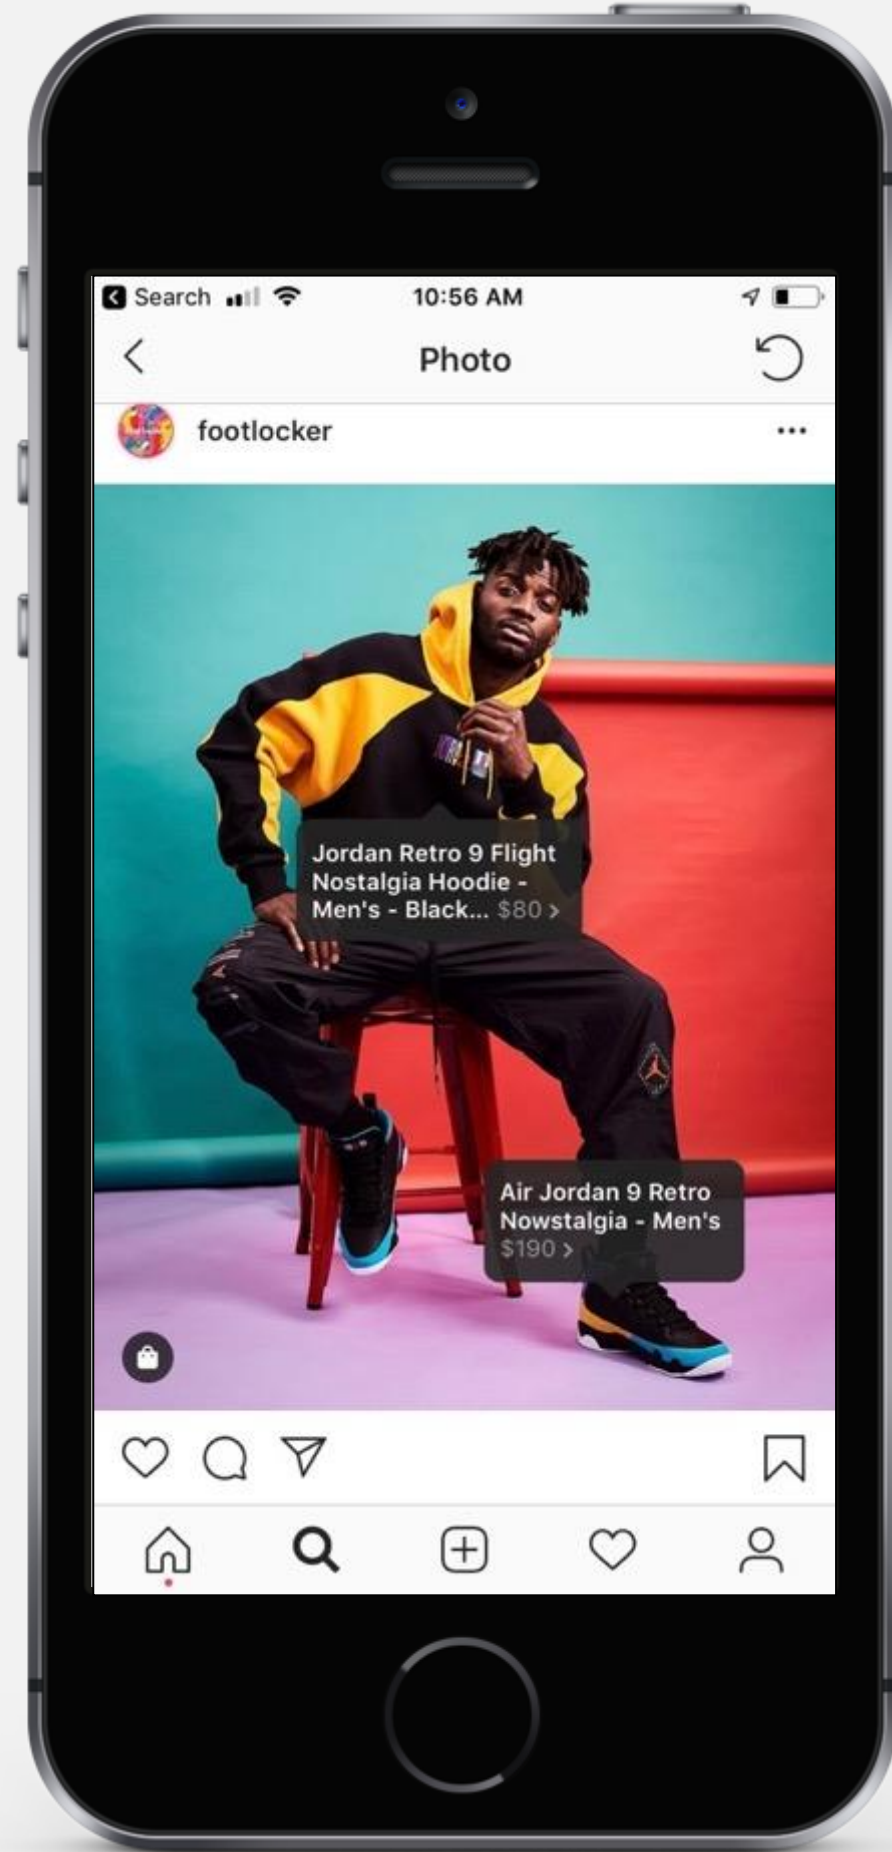 Search
10:56 AM
Photo
footlocker
Jordan Retro 9 Flight
Nostalgia Hoodie -
Men's - Black... $80 >
Air Jordan 9 Retro
Nowstalgia - Men's
$190 >